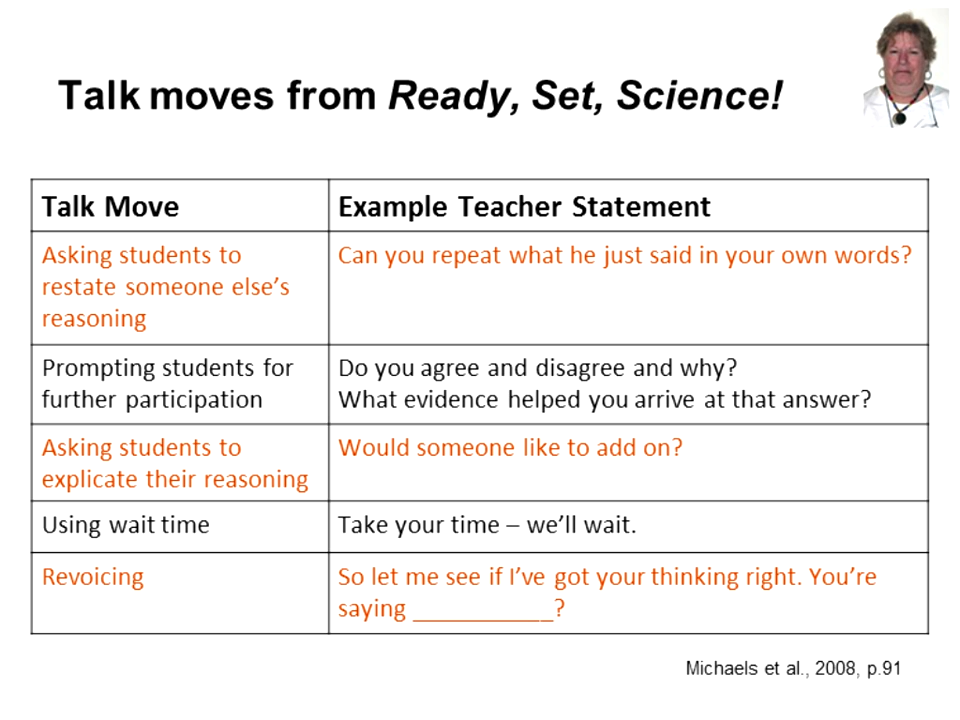 Talk moves from Ready, Set, Science!
Talk Move
Example Teacher Statement
Asking students to
restate someone else's
reasoning
Can you repeat what he just said in your own words?
Prompting students for
further participation
Do you agree and disagree and why?
What evidence helped you arrive at that answer?
Asking students to
explicate their reasoning
Would someone like to add on?
Using wait time
Take your time – we'll wait.
Revoicing
So let me see if I've got your thinking right. You're
saying ___________?
Michaels et al., 2008, p.91